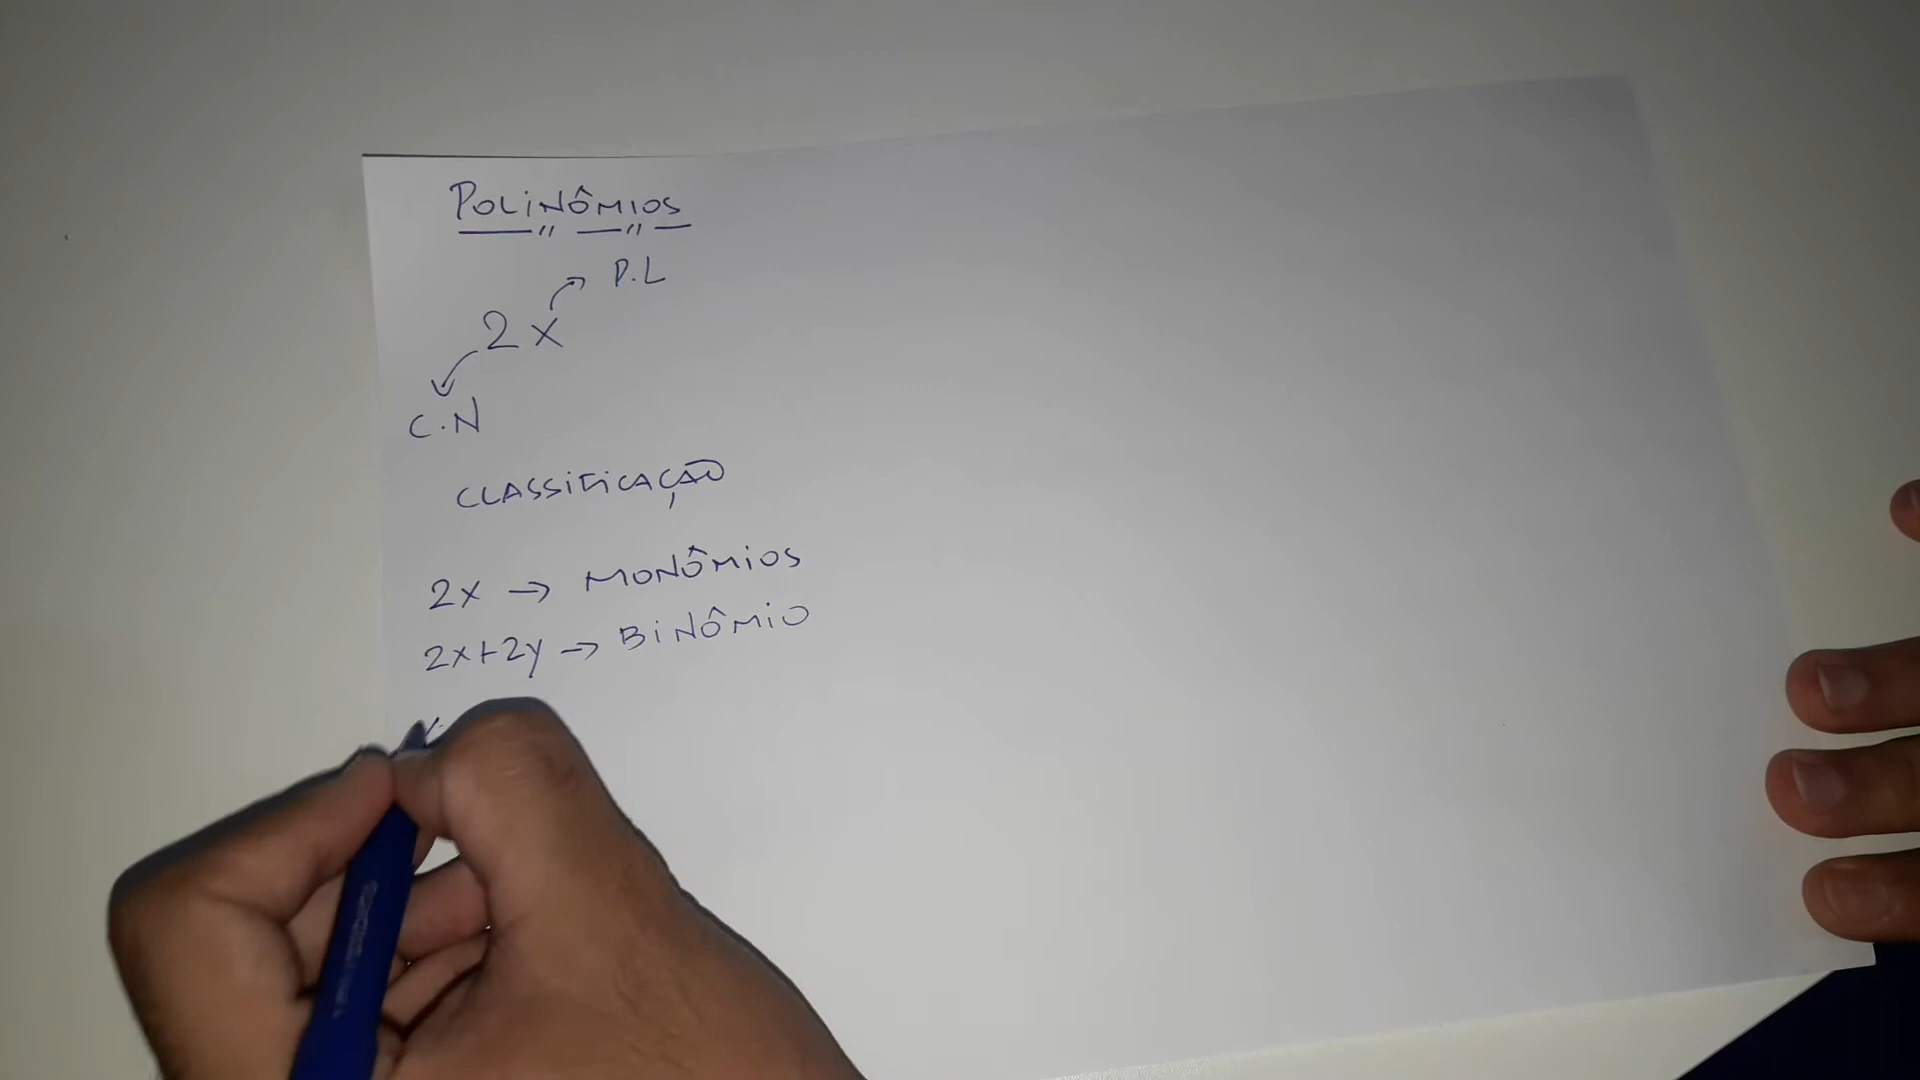 POLINÔMIOS
P.L
2x
C.N
CLASSIFICAÇÃO
2x → MONÔMIOS
2x+2y → BINÔMIO